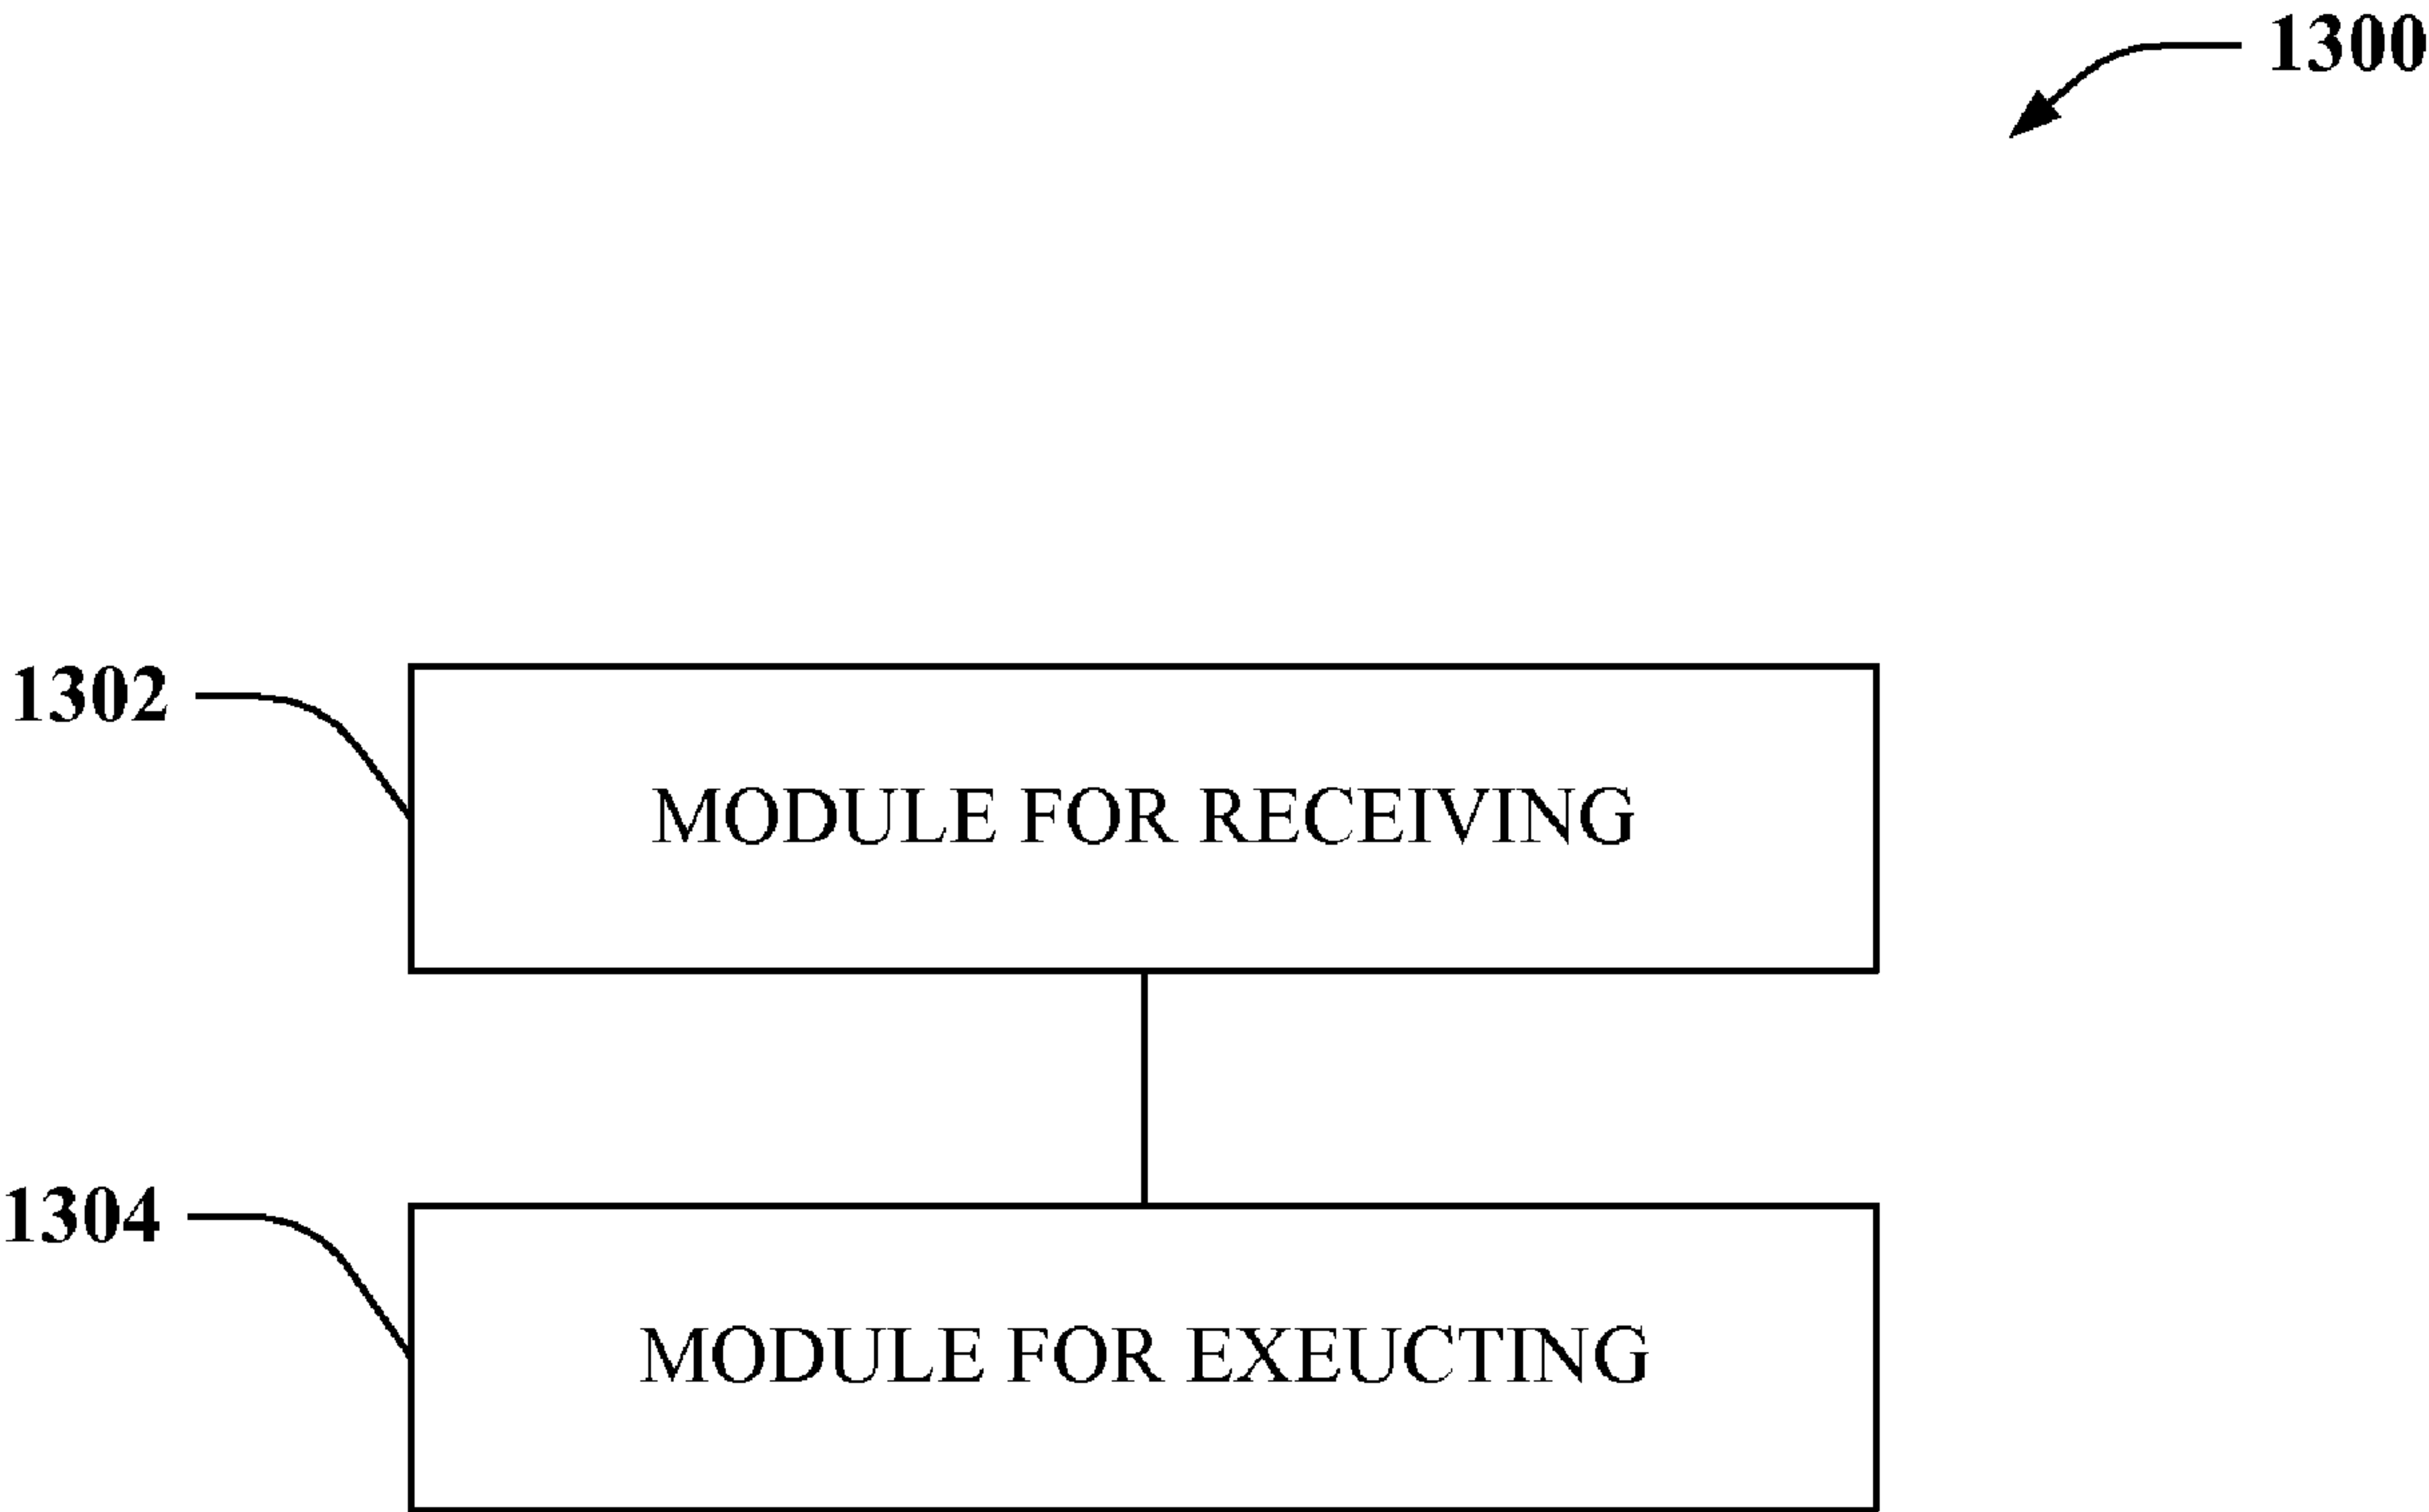 1300
1302
MODULE FOR RECEIVING
1304
MODULE FOR EXEUCTING